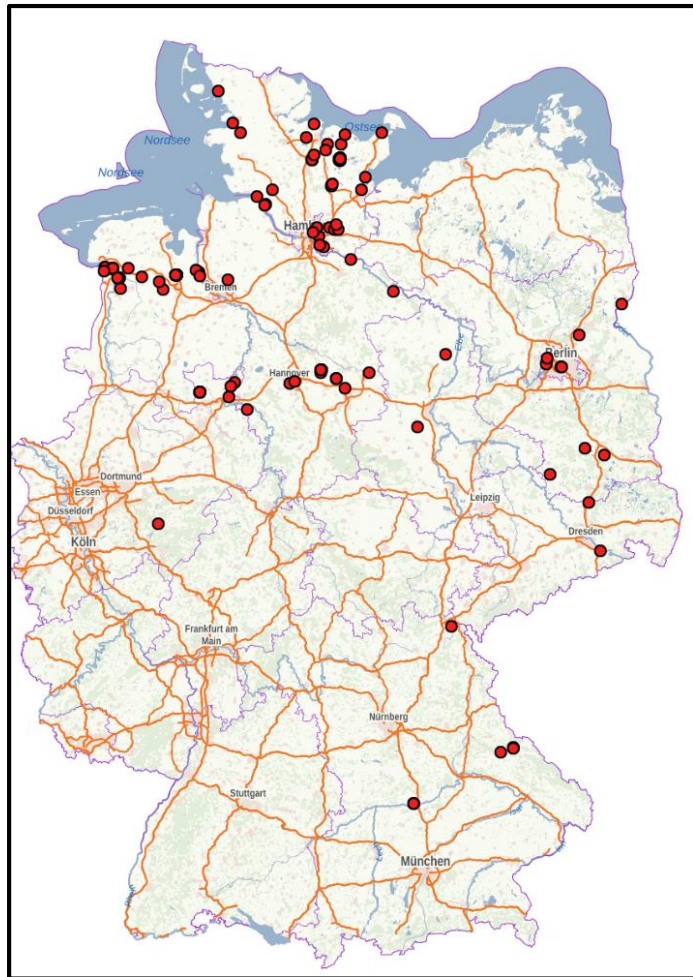 Ostsee
Nordsee
Nordsee
Bremen
Elbe
Berlin
Hannover
Dortmund
Essen
Düsseldorf
Köln
Leipzig
Dresden
Frankfurt am
Main
Nürnberg
Stuttgart
Isar
München